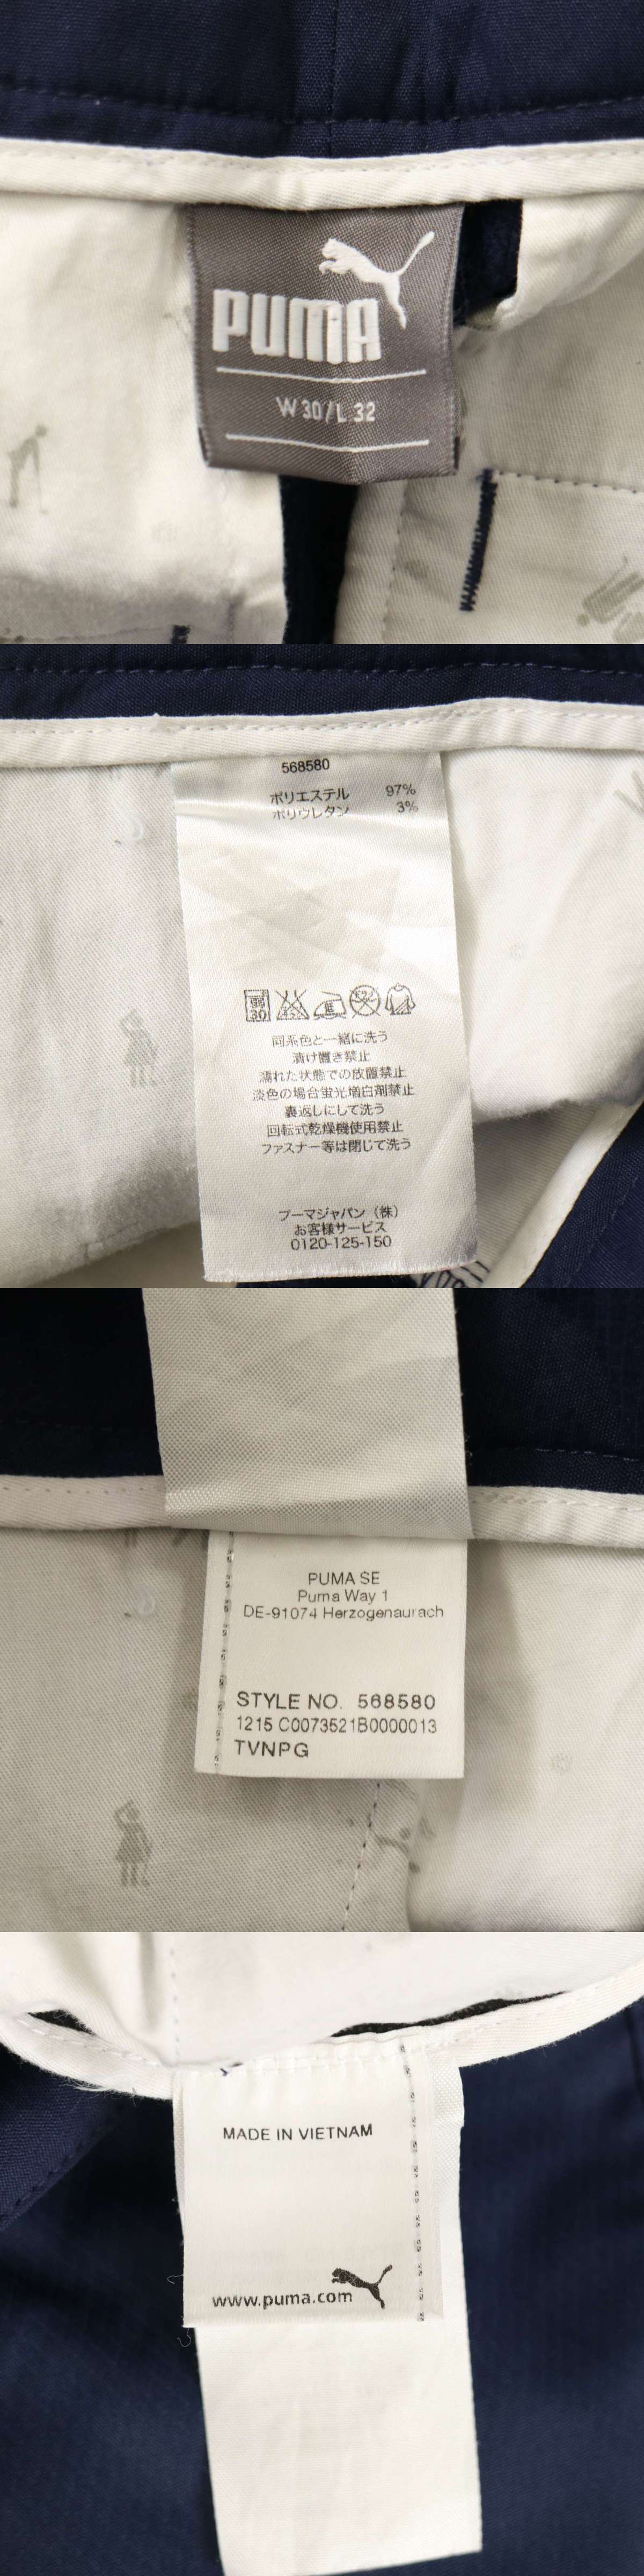 PUMA
W 30/L 32
568580
ポリエステル 97%
ポリウレタン 3%
弱
30
同系色と一緒に洗う
漬け置き禁止
濡れた状態での放置禁止
淡色の場合蛍光増白剤禁止
裏返しにして洗う
回転式乾燥機使用禁止
ファスナー等は閉じて洗う
プーマジャパン（株）
お客様サービス
0120-125-150
PUMA SE
Puma Way 1
DE-91074 Herzogenaurach
STYLE NO. 568580
1215 C0073521B0000013
TVNPG
MADE IN VIETNAM
www.puma.com